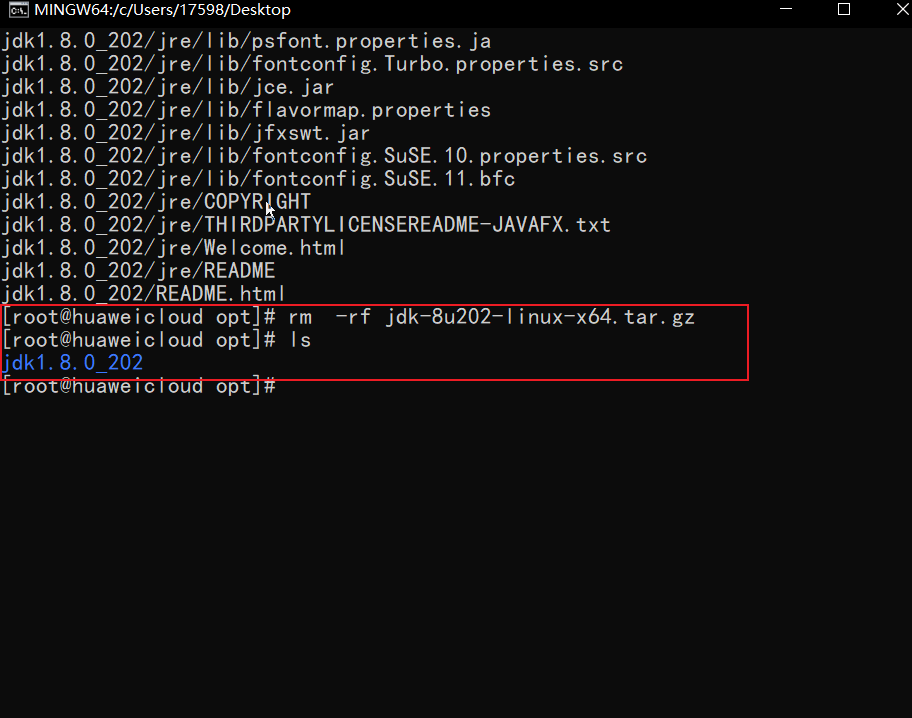 MINGW64:/c/Users/17598/Desktop
jdk1.8.0_202/jre/lib/psfont.properties.ja
jdk1.8.0_202/jre/lib/fontconfig.Turbo.properties.src
jdk1.8.0_202/jre/lib/jce.jar
jdk1.8.0_202/jre/lib/flavormap.properties
jdk1.8.0_202/jre/lib/jfxswt.jar
jdk1.8.0_202/jre/lib/fontconfig.SuSE.10.properties.src
jdk1.8.0_202/jre/lib/fontconfig.SuSE.11.bfc
jdk1.8.0_202/jre/COPYRIGHT
jdk1.8.0_202/jre/THIRDPARTYLICENSEREADME-JAVAFX.txt
jdk1.8.0_202/jre/Welcome.html
jdk1.8.0_202/jre/README
jdk1.8.0_202/README.html
[root@huaweicloud opt]# rm  -rf jdk-8u202-linux-x64.tar.gz
[root@huaweicloud opt]# ls
jdk1.8.0_202
[root@huaweicloud opt]#